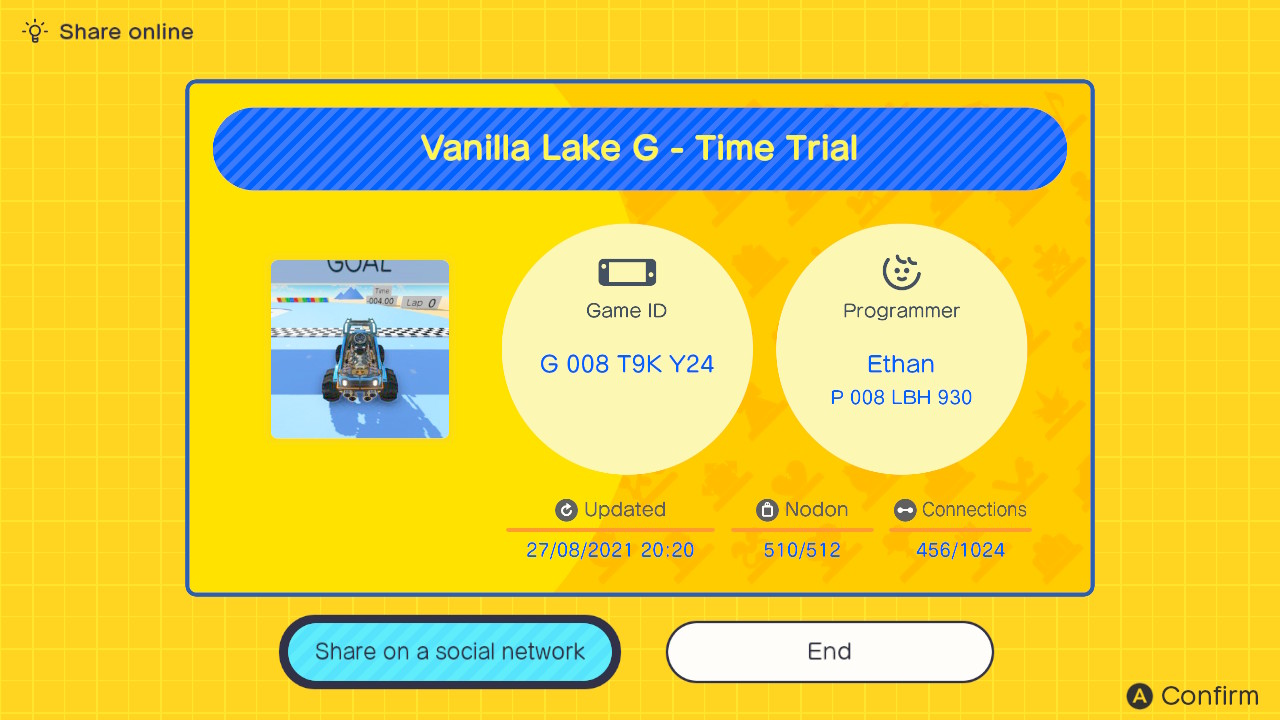 Share online
Vanilla Lake G - Time Trial
GOAL
Time
004.00
Lap 0
Game ID
G 008 T9K Y24
Programmer
Ethan
P 008 LBH 930
Updated
27/08/2021 20:20
Nodon
510/512
Connections
456/1024
Share on a social network
End
A Confirm